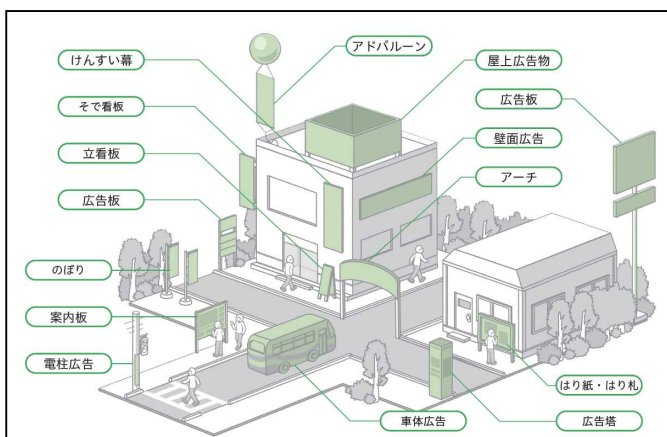 アドバルーン
けんすい幕
屋上広告物
そで看板
広告板
立看板
壁面広告
アーチ
広告板
のぼり
案内板
電柱広告
はり紙・はり札
車体広告
広告塔